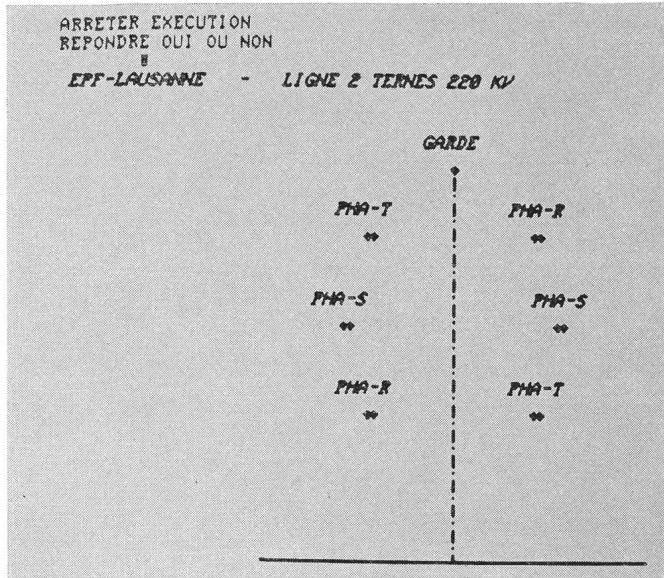 ARRETER EXECUTION
REPONDRE OUI OU NON
EPF-LAUSANNE - LIGNE 2 TERNES 220 KV
GARDE
PHA-T PHA-R
PHA-S PHA-S
PHA-R PHA-T